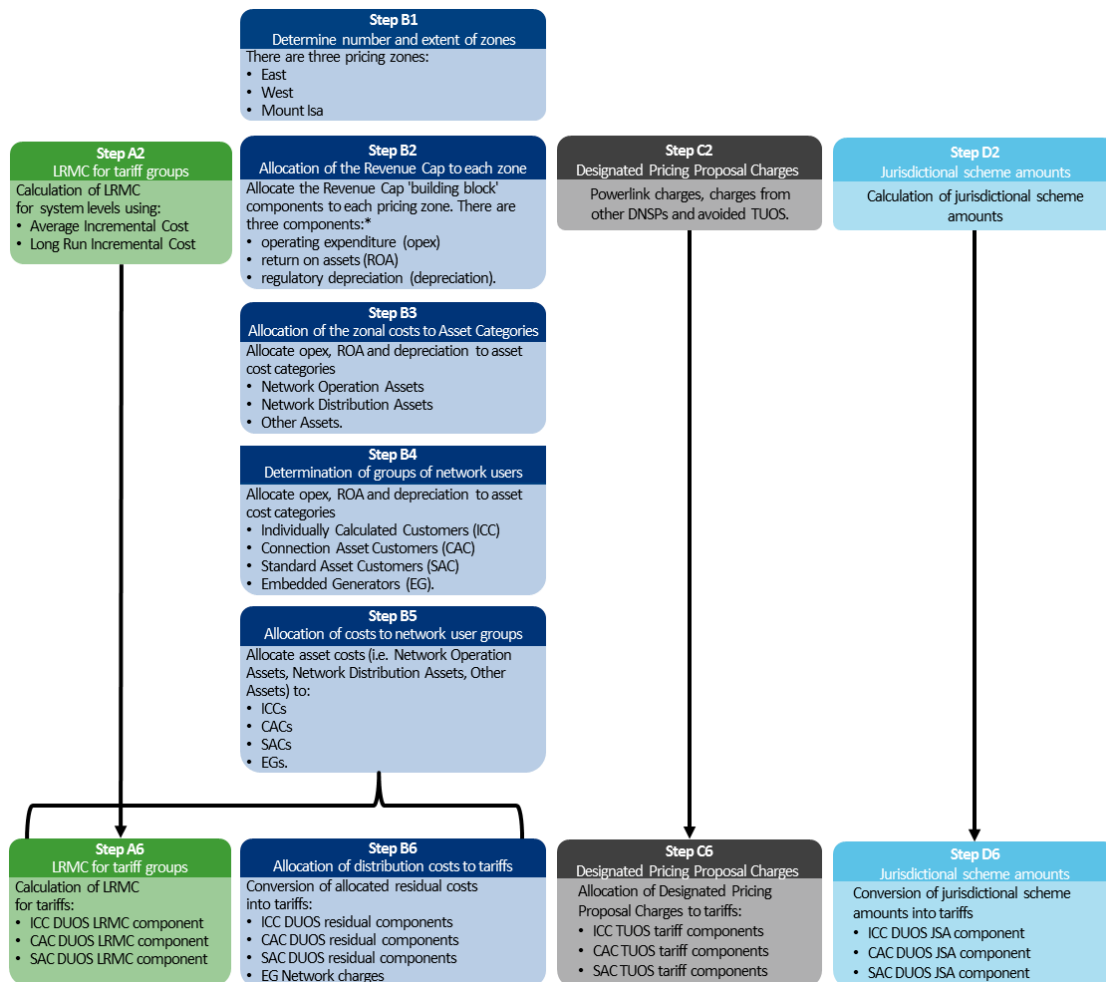 Step B1
Determine number and extent of zones
There are three pricing zones:
• East
• West
• Mount Isa
Step A2
LRMC for tariff groups
Calculation of LRMC
for system levels using:
• Average Incremental Cost
• Long Run Incremental Cost
Step B2
Allocation of the Revenue Cap to each zone
Allocate the Revenue Cap 'building block'
components to each pricing zone. There are
three components:*
• operating expenditure (opex)
• return on assets (ROA)
• regulatory depreciation (depreciation).
Step C2
Designated Pricing Proposal Charges
Powerlink charges, charges from
other DNSPs and avoided TUOS.
Step D2
Jurisdictional scheme amounts
Calculation of jurisdictional scheme
amounts
Step B3
Allocation of the zonal costs to Asset Categories
Allocate opex, ROA and depreciation to asset
cost categories
• Network Operation Assets
• Network Distribution Assets
• Other Assets.
Step B4
Determination of groups of network users
Allocate opex, ROA and depreciation to asset
cost categories
• Individually Calculated Customers (ICC)
• Connection Asset Customers (CAC)
• Standard Asset Customers (SAC)
• Embedded Generators (EG).
Step B5
Allocation of costs to network user groups
Allocate asset costs (i.e. Network Operation
Assets, Network Distribution Assets, Other
Assets) to:
• ICCs
• CACs
• SACs
• EGs.
Step A6
LRMC for tariff groups
Calculation of LRMC
for tariffs:
• ICC DUOS LRMC component
• CAC DUOS LRMC component
• SAC DUOS LRMC component
Step B6
Allocation of distribution costs to tariffs
Conversion of allocated residual costs
into tariffs:
• ICC DUOS residual components
• CAC DUOS residual components
• SAC DUOS residual components
• EG Network charges
Step C6
Designated Pricing Proposal Charges
Allocation of Designated Pricing
Proposal Charges to tariffs:
• ICC TUOS tariff components
• CAC TUOS tariff components
• SAC TUOS tariff components
Step D6
Jurisdictional scheme amounts
Conversion of jurisdictional scheme
amounts into tariffs
• ICC DUOS JSA component
• CAC DUOS JSA component
• SAC DUOS JSA component